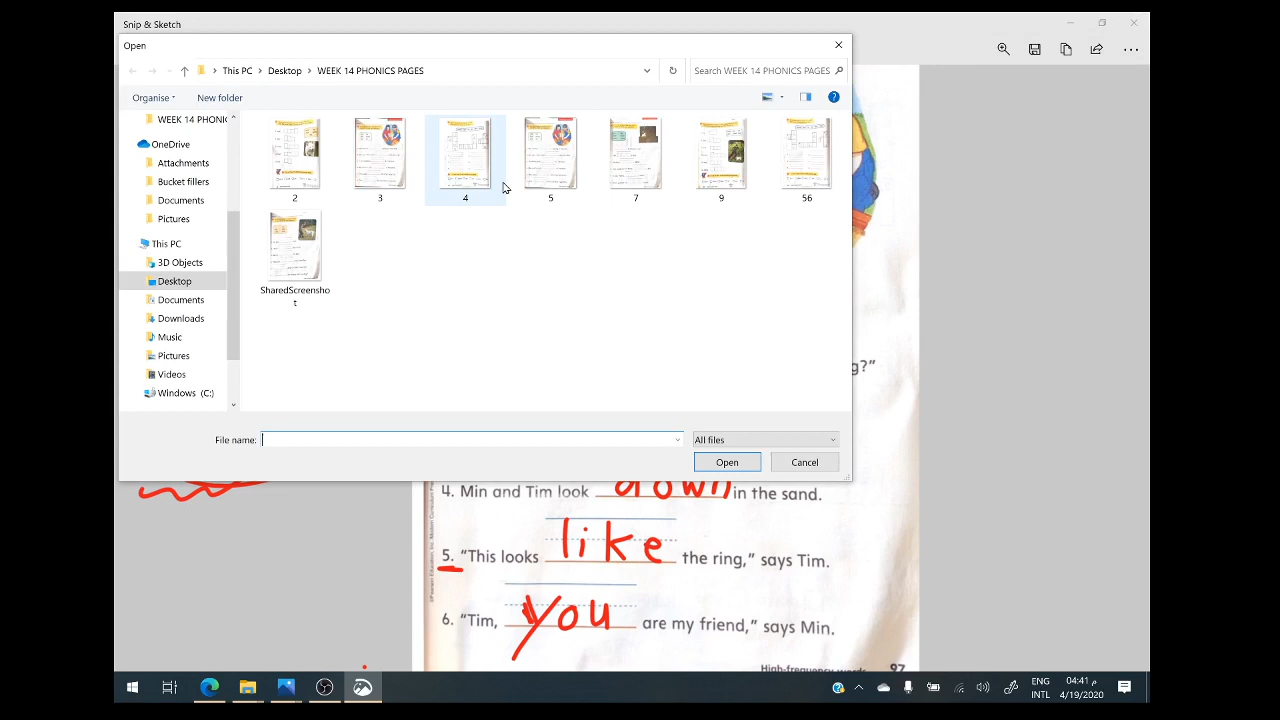 Snip & Sketch
Open
This PC > Desktop > WEEK 14 PHONICS PAGES
Search WEEK 14 PHONICS PAGES
Organise
New folder
WEEK 14 PHONIC
OneDrive
Attachments
Bucket fillers
Documents
Pictures
This PC
3D Objects
Desktop
Documents
Downloads
Music
Pictures
Videos
Windows (C:)
2
3
4
5
7
9
56
SharedScreensho
t
File name:
All files
Open
Cancel
g?”
4. Min and Tim look down in the sand.
5. “This looks like the ring,” says Tim.
6. “Tim, you are my friend,” says Min.
High-frequency words 97
ENG
INTL
04:41 م
4/19/2020